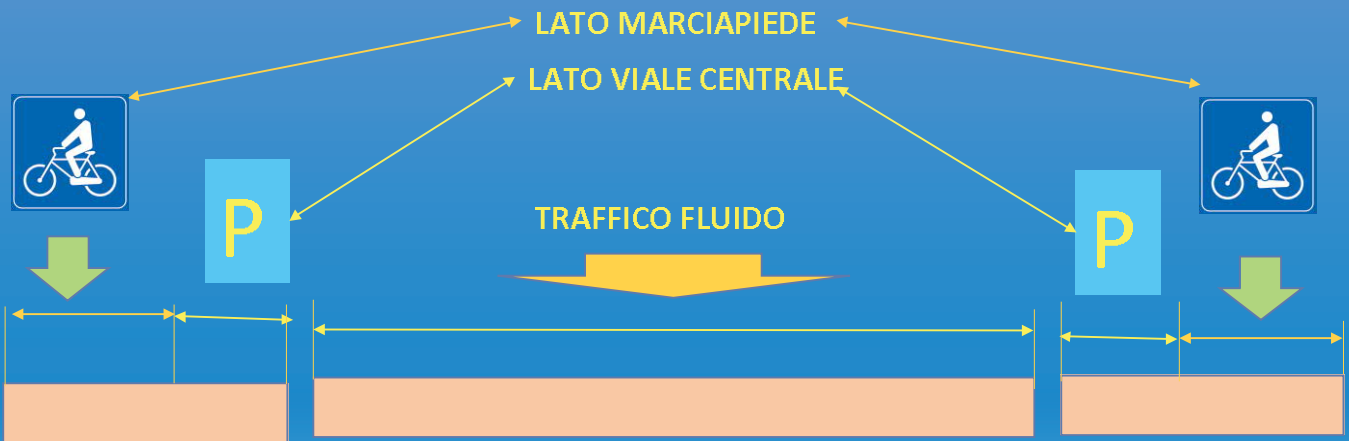 LATO MARCIAPIEDE
LATO VIALE CENTRALE
P
TRAFFICO FLUIDO
P